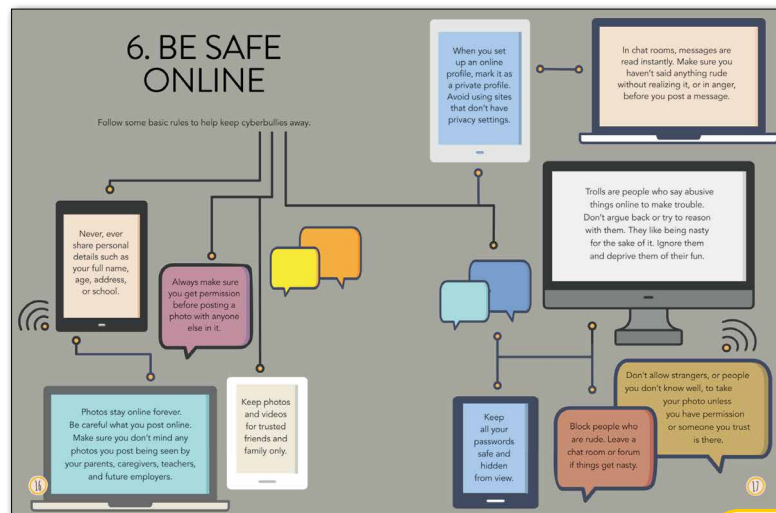 6. BE SAFE
ONLINE
Follow some basic rules to help keep cyberbullies away.
Never, ever
share personal
details such as
your full name,
age, address,
or school.
Always make sure
you get permission
before posting a
photo with anyone
else in it.
Photos stay online forever.
Be careful what you post online.
Make sure you don't mind any
photos you post being seen by
your parents, caregivers, teachers,
and future employers.
Keep photos
and videos
for trusted
friends and
family only.
16
When you set
up an online
profile, mark it as
a private profile.
Avoid using sites
that don't have
privacy settings.
In chat rooms, messages are
read instantly. Make sure you
haven't said anything rude
without realizing it, or in anger,
before you post a message.
Trolls are people who say abusive
things online to make trouble.
Don't argue back or try to reason
with them. They like being nasty
for the sake of it. Ignore them
and deprive them of their fun.
Keep
all your
passwords
safe and
hidden
from view.
Block people who
are rude. Leave a
chat room or forum
if things get nasty.
Don't allow strangers, or people
you don't know well, to take
your photo unless
you have permission
or someone you trust
is there.
17